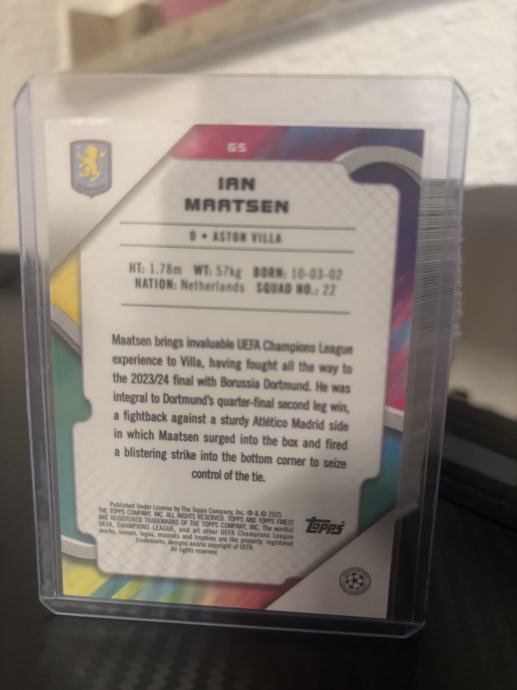 65
IAN
MAATSEN
D • ASTON VILLA
HT: 1.78m WT: 57kg BORN: 10-03-02
NATION: Netherlands SQUAD NO.: 22
Maatsen brings invaluable UEFA Champions League
experience to Villa, having fought all the way to
the 2023/24 final with Borussia Dortmund. He was
integral to Dortmund's quarter-final second leg win,
a fightback against a sturdy Atlético Madrid side
in which Maatsen surged into the box and fired
a blistering strike into the bottom corner to seize
control of the tie.
Published Under License by The Topps Company, Inc. ® & © 2025
THE TOPPS COMPANY, INC. ALL RIGHTS RESERVED. TOPPS AND TOPPS FINEST
ARE REGISTERED TRADEMARKS OF THE TOPPS COMPANY, INC. The word(s)
UEFA, CHAMPIONS LEAGUE, and all other UEFA Champions League
marks, names, logos, mascots and trophies are the property, registered
trademarks, designs and/or copyright of UEFA.
All rights reserved.
Topps